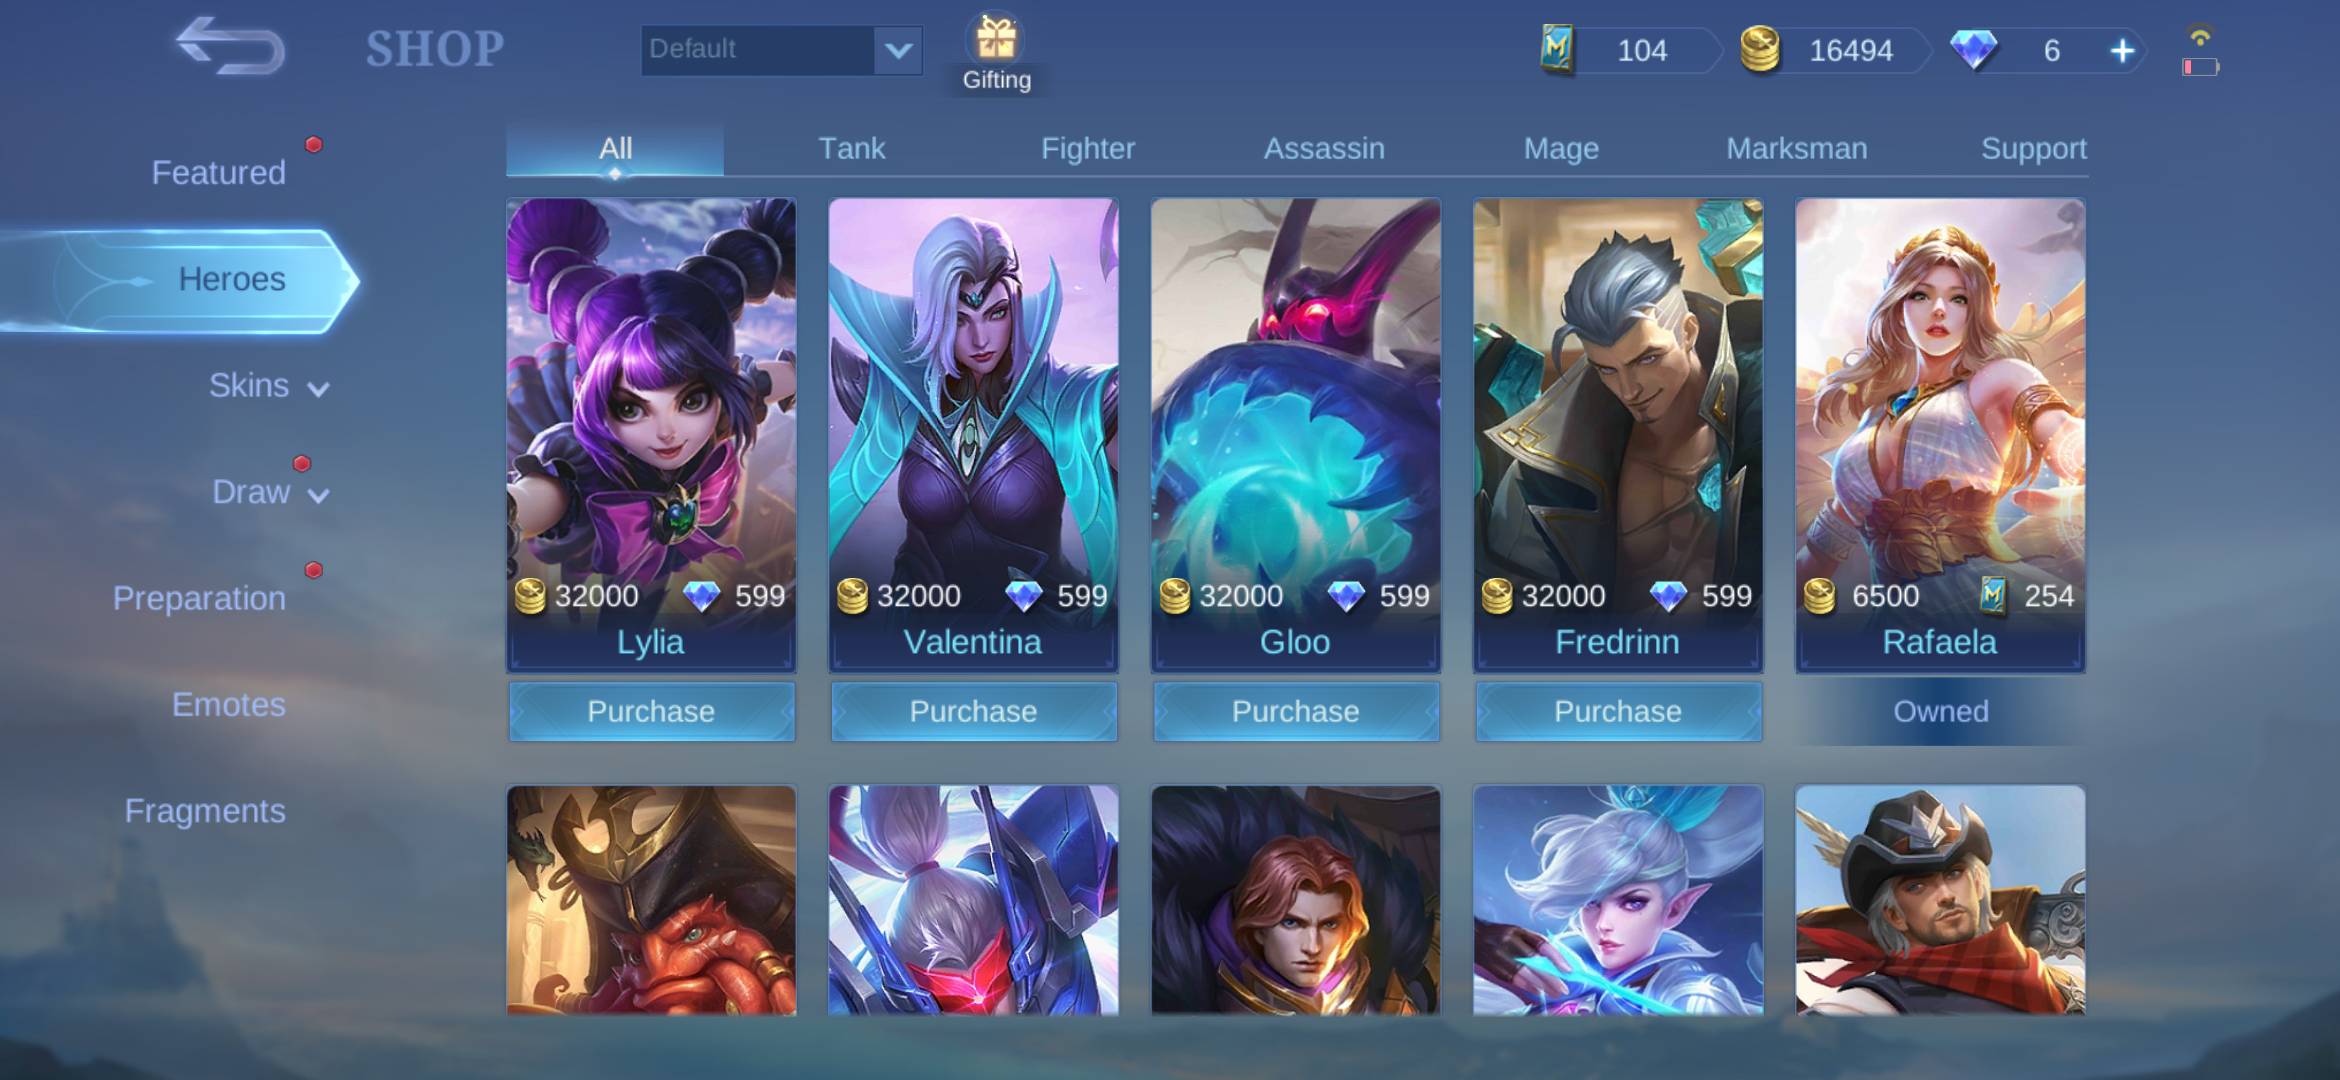 SHOP
Default
Gifting
104
16494
6
Featured
Heroes
Skins
Draw
Preparation
Emotes
Fragments
All Tank Fighter Assassin Mage Marksman Support
32000 599 32000 599 32000 599 32000 599 6500 254
Lylia Valentina Gloo Fredrinn Rafaela
Purchase Purchase Purchase Purchase Owned